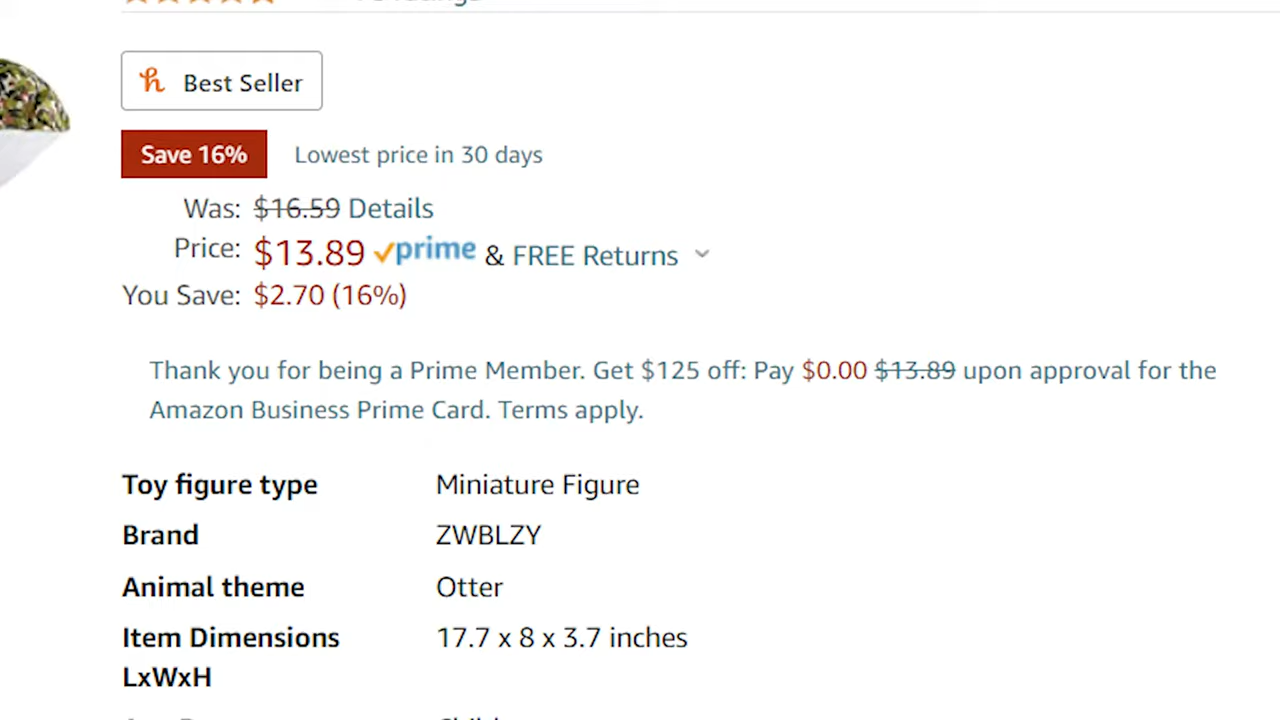 Best Seller
Save 16% Lowest price in 30 days
Was: $16.59 Details
Price: $13.89 prime & FREE Returns
You Save: $2.70 (16%)
Thank you for being a Prime Member. Get $125 off: Pay $0.00 $13.89 upon approval for the
Amazon Business Prime Card. Terms apply.
Toy figure type Miniature Figure
Brand ZWBLZY
Animal theme Otter
Item Dimensions 17.7 x 8 x 3.7 inches
LxWxH